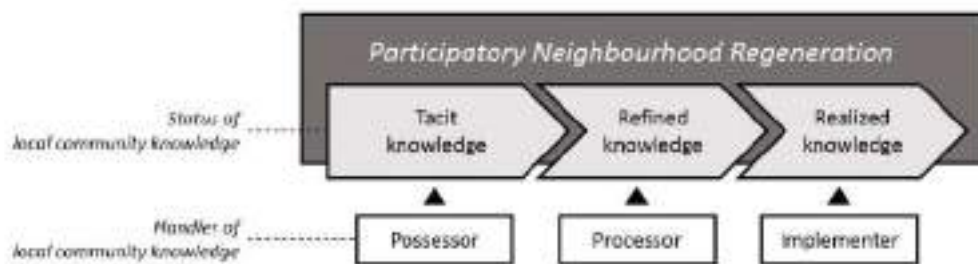 Participatory Neighbourhood Regeneration
Status of
local community knowledge
Tacit
knowledge
Refined
knowledge
Realized
knowledge
Handler of
local community knowledge
Possessor
Processor
Implementer